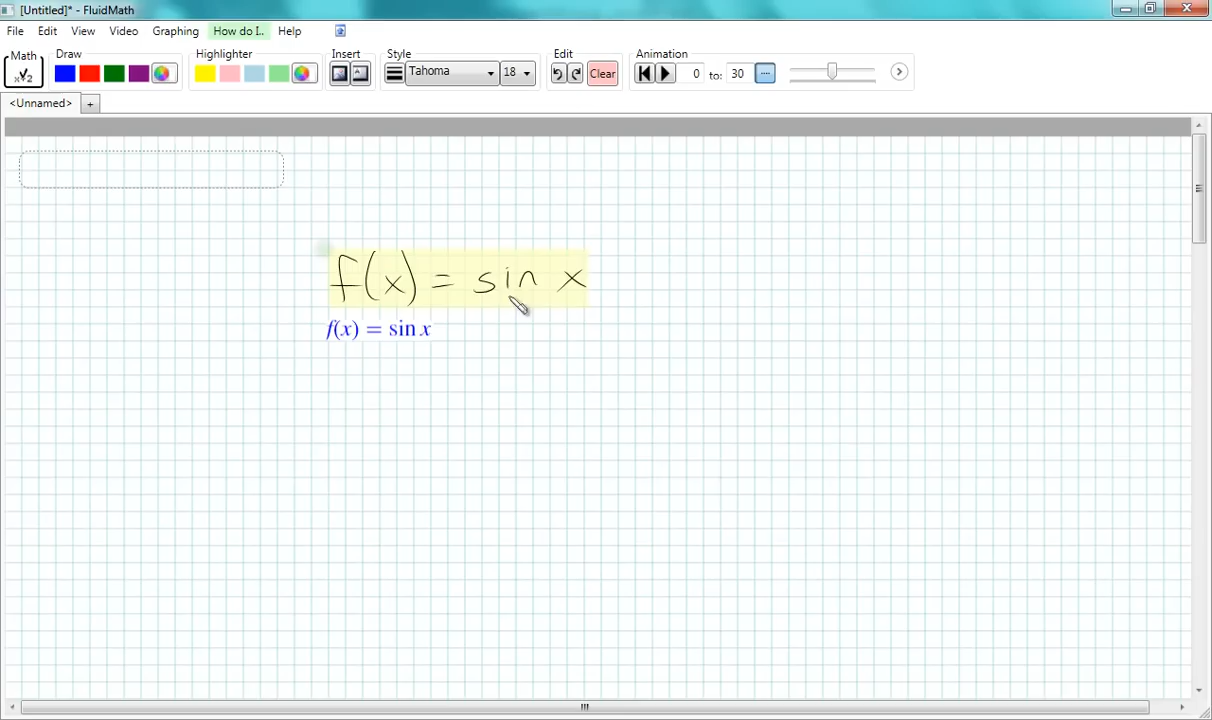 [Untitled]* - FluidMath
File Edit View Video Graphing How do I.. Help
Math Draw Highlighter Insert Style Edit Animation
√2 A Tahoma 18 Clear 0 to: 30
<Unnamed> +
f(x) = sin x
f(x) = sin x